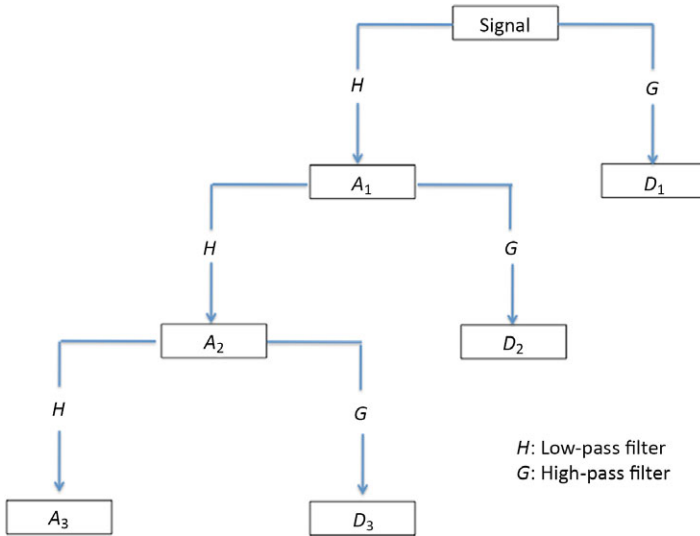 Signal
H
G
A₁
D₁
H
G
A₂
D₂
H
G
H: Low-pass filter
G: High-pass filter
A₃
D₃